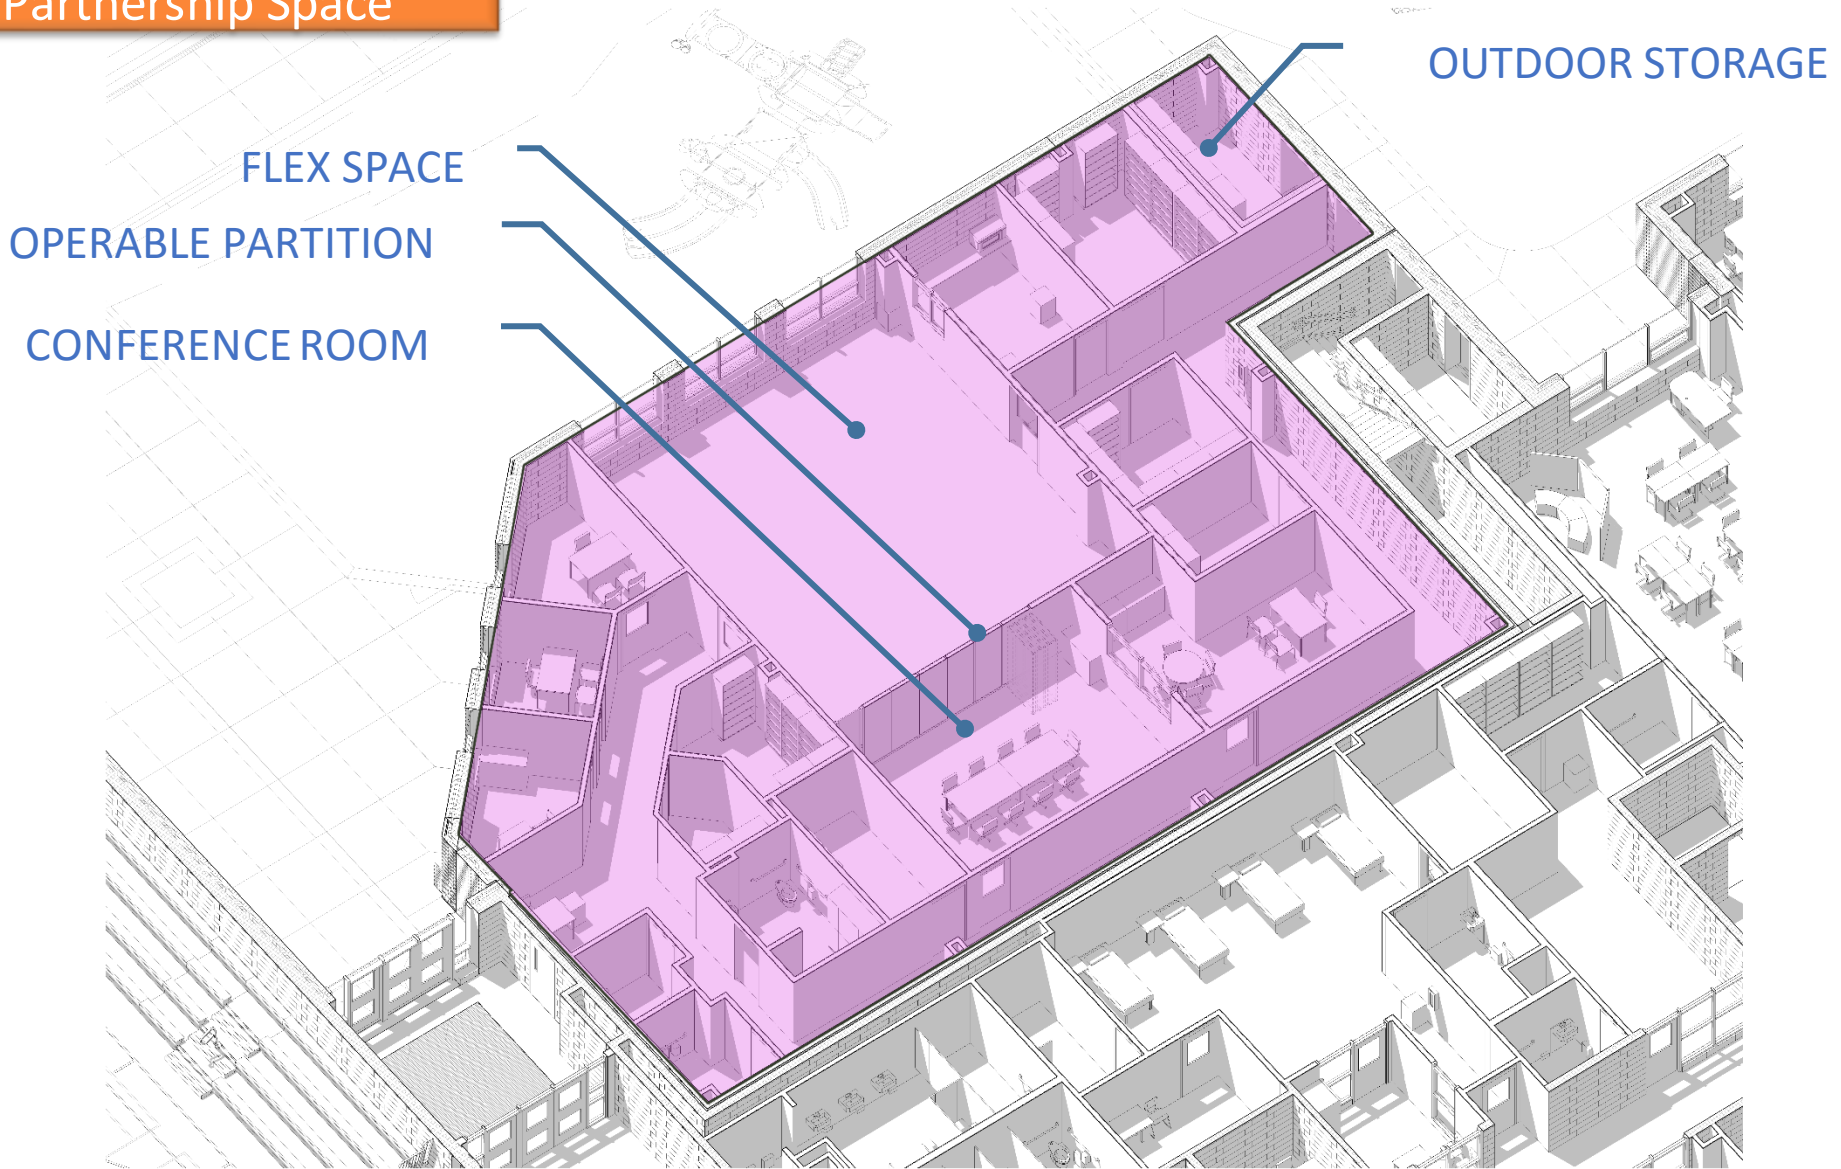 Partnership Space
OUTDOOR STORAGE
FLEX SPACE
OPERABLE PARTITION
CONFERENCE ROOM